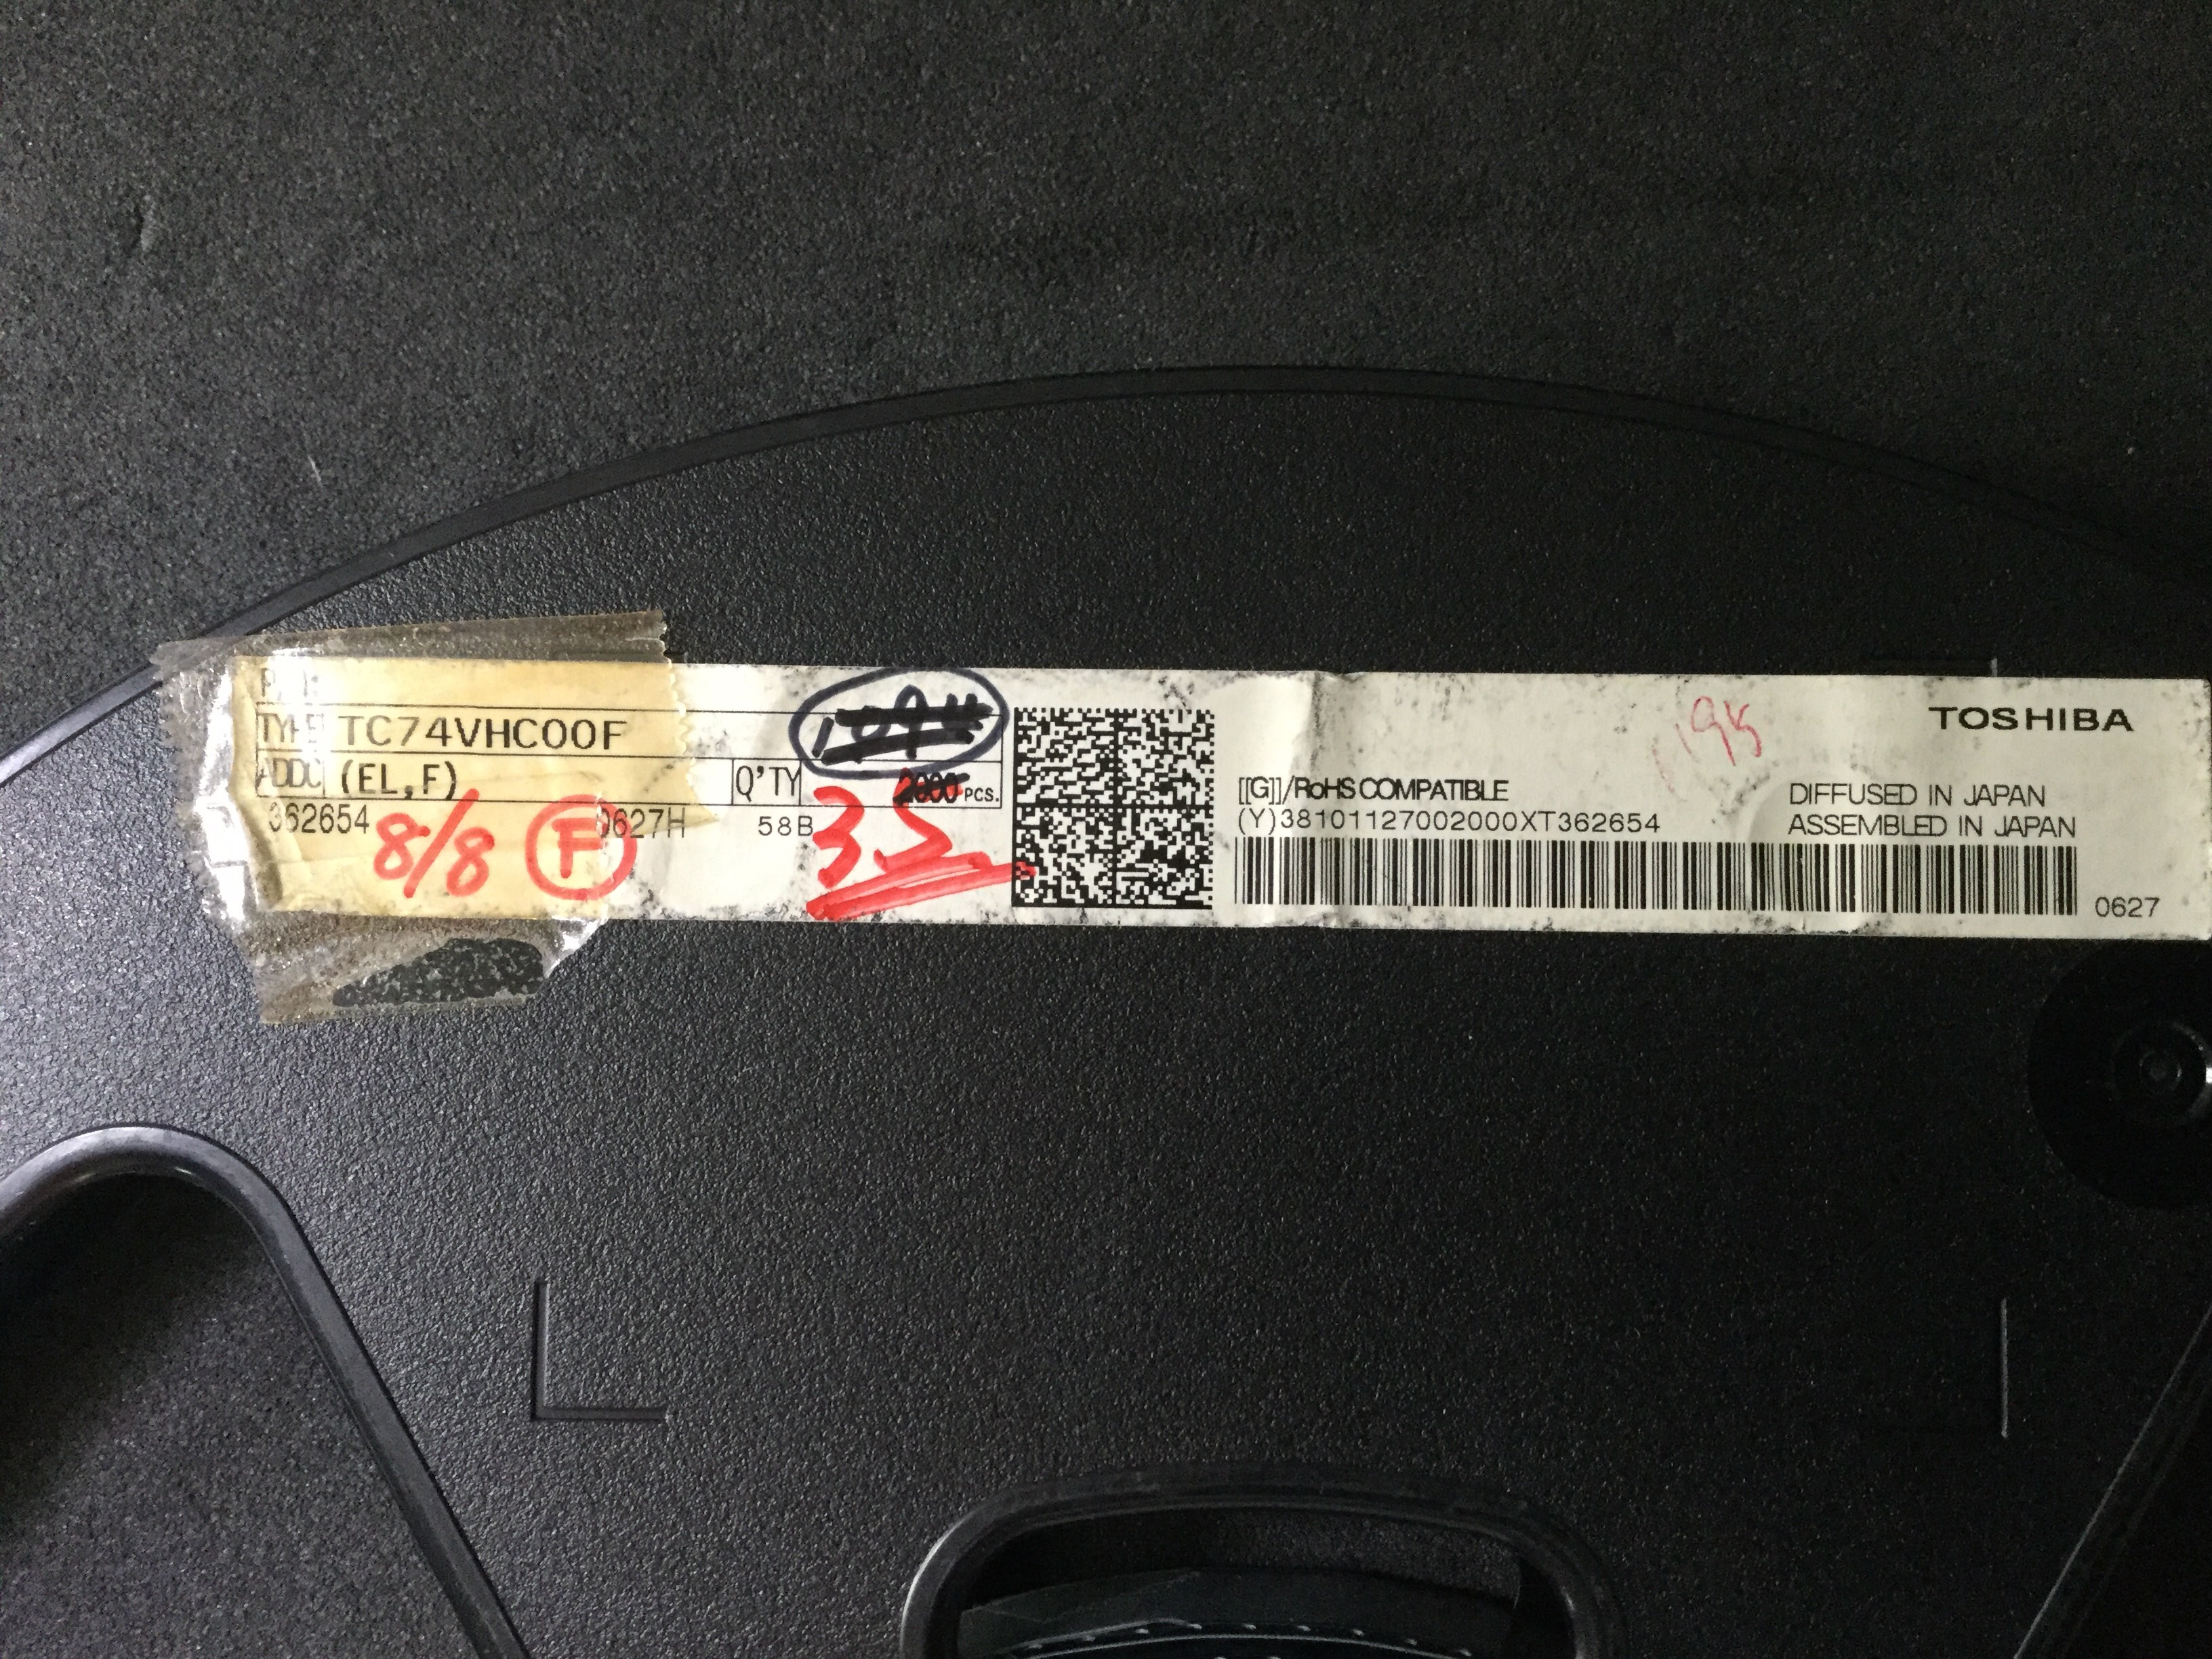 TYPE TC74VHC00F
ADDC (EL,F) Q'TY 2000 PCS.
362654 0627H 58B
8/8 F 35
TOSHIBA
[[G]]/RoHS COMPATIBLE
(Y)38101127002000XT362654
DIFFUSED IN JAPAN
ASSEMBLED IN JAPAN
0627